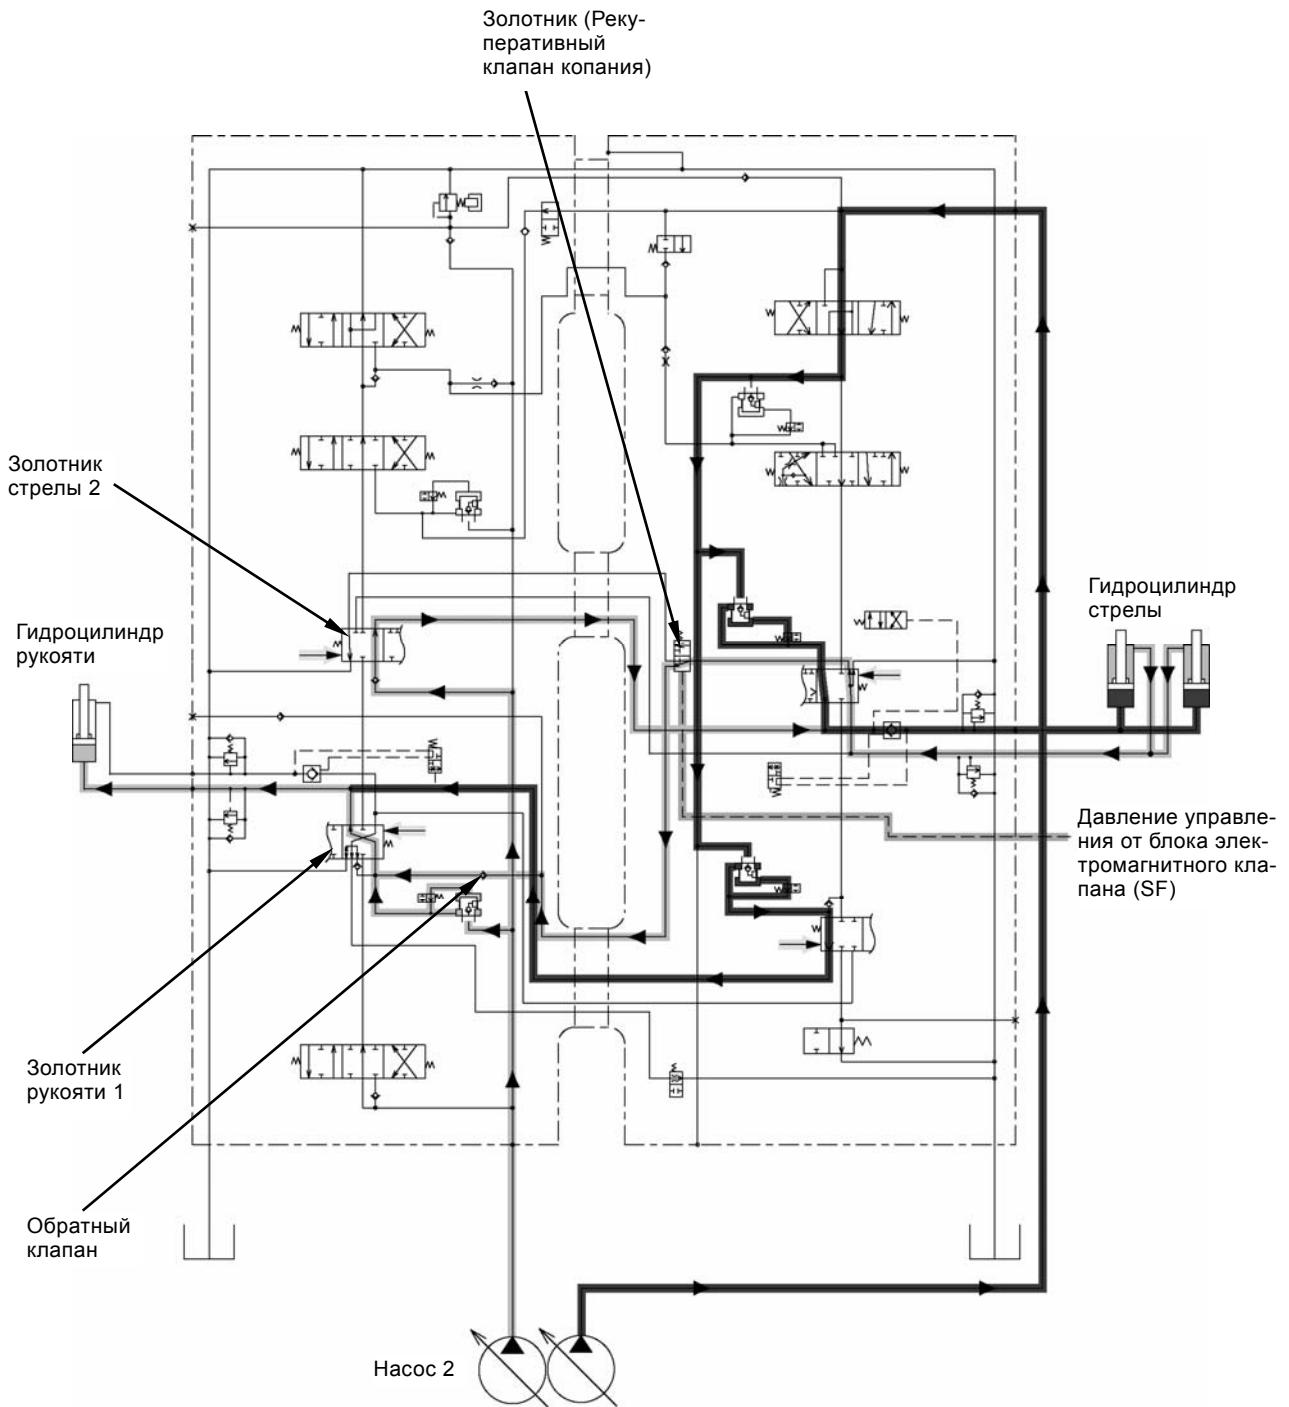 Золотник (Реку-
перативный
клапан копания)
Золотник
стрелы 2
Гидроцилиндр
рукояти
Гидроцилиндр
стрелы
Давление управле-
ния от блока элек-
тромагнитного кла-
пана (SF)
Золотник
рукояти 1
Обратный
клапан
Насос 2